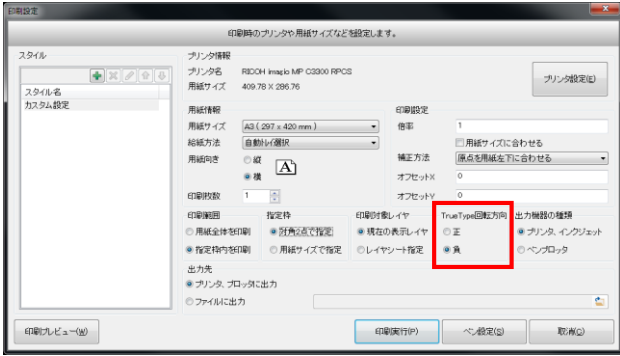 印刷設定
印刷時のプリンタや用紙サイズなどを設定します。
スタイル
スタイル名
カスタム設定
プリンタ情報
プリンタ名 RICOH imagio MP C3300 RPCS
用紙サイズ 409.78 X 286.76
プリンタ設定(E)
用紙情報
用紙サイズ A3 ( 297 x 420 mm )
給紙方法 自動トレイ選択
用紙向き 縦
横
A
印刷枚数 1
印刷設定
倍率 1
用紙サイズに合わせる
補正方法 原点を用紙左下に合わせる
オフセットX 0
オフセットY 0
印刷範囲
用紙全体を印刷
指定枠内を印刷
指定枠
対角2点で指定
用紙サイズで指定
印刷対象レイヤ
現在の表示レイヤ
レイヤシート指定
TrueType回転方向
正
負
出力機器の種類
プリンタ、インクジェット
ペンプロッタ
出力先
プリンタ、プロッタに出力
ファイルに出力
印刷プレビュー(W)
印刷実行(P)
ペン設定(S)
取消(C)